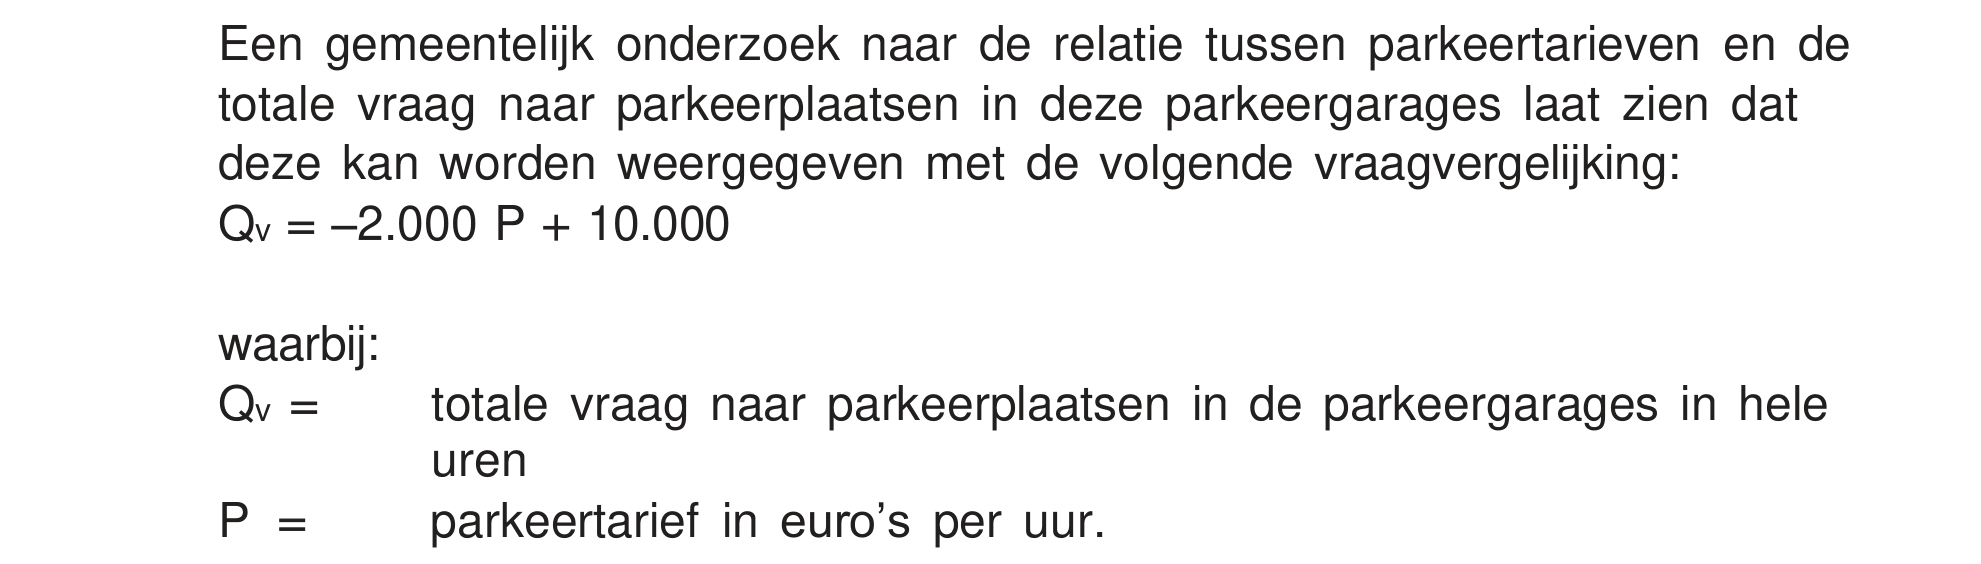 Een gemeentelijk onderzoek naar de relatie tussen parkeertarieven en de
totale vraag naar parkeerplaatsen in deze parkeergarages laat zien dat
deze kan worden weergegeven met de volgende vraagvergelijking:
Qv = –2.000 P + 10.000
waarbij:
Qv = totale vraag naar parkeerplaatsen in de parkeergarages in hele
uren
P = parkeertarief in euro’s per uur.